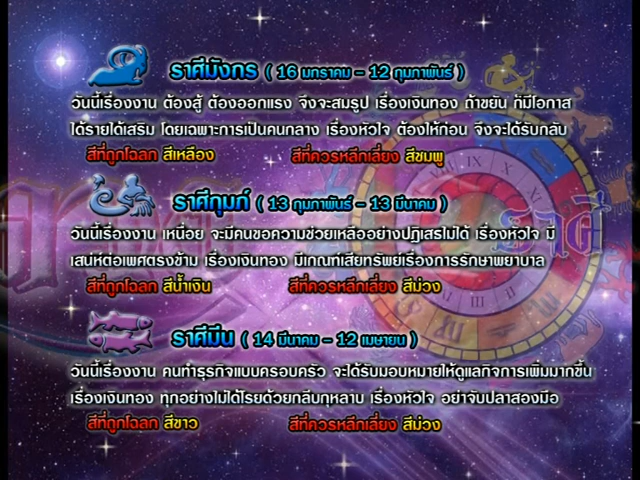 ราศีมังกร ( 16 มกราคม - 12 กุมภาพันธ์ )
วันนี้เรื่องงาน ต้องสู้ ต้องออกแรง จึงจะสมรูป เรื่องเงินทอง ถ้าขยัน ก็มีโอกาส
ได้รายได้เสริม โดยเฉพาะการเป็นคนกลาง เรื่องหัวใจ ต้องให้ก่อน จึงจะได้รับกลับ
สีที่ถูกโฉลก สีเหลือง สีที่ควรหลีกเลี่ยง สีชมพู
ราศีกุมภ์ ( 13 กุมภาพันธ์ - 13 มีนาคม )
วันนี้เรื่องงาน เหนื่อย จะมีคนขอความช่วยเหลืออย่างปฏิเสธไม่ได้ เรื่องหัวใจ มี
เสน่ห์ต่อเพศตรงข้าม เรื่องเงินทอง มีเกณฑ์เสียทรัพย์เรื่องการรักษาพยาบาล
สีที่ถูกโฉลก สีน้ำเงิน สีที่ควรหลีกเลี่ยง สีม่วง
ราศีมีน ( 14 มีนาคม - 12 เมษายน )
วันนี้เรื่องงาน คนทำธุรกิจแบบครอบครัว จะได้รับมอบหมายให้ดูแลกิจการเพิ่มมากขึ้น
เรื่องเงินทอง ทุกอย่างไม่ได้โรยด้วยกลีบกุหลาบ เรื่องหัวใจ อย่าจับปลาสองมือ
สีที่ถูกโฉลก สีขาว สีที่ควรหลีกเลี่ยง สีม่วง